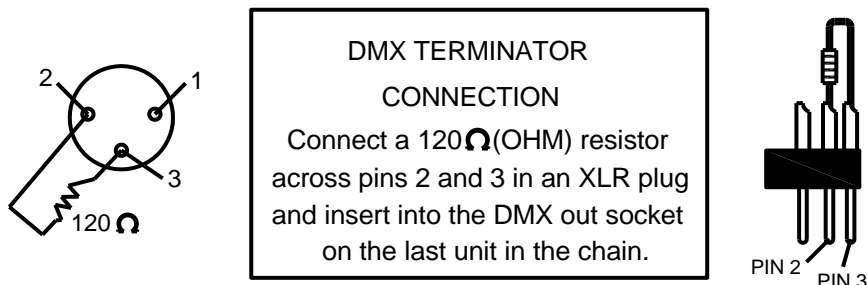 2
1
3
120Ω
DMX TERMINATOR
CONNECTION
Connect a 120Ω(OHM) resistor
across pins 2 and 3 in an XLR plug
and insert into the DMX out socket
on the last unit in the chain.
PIN 2
PIN 3